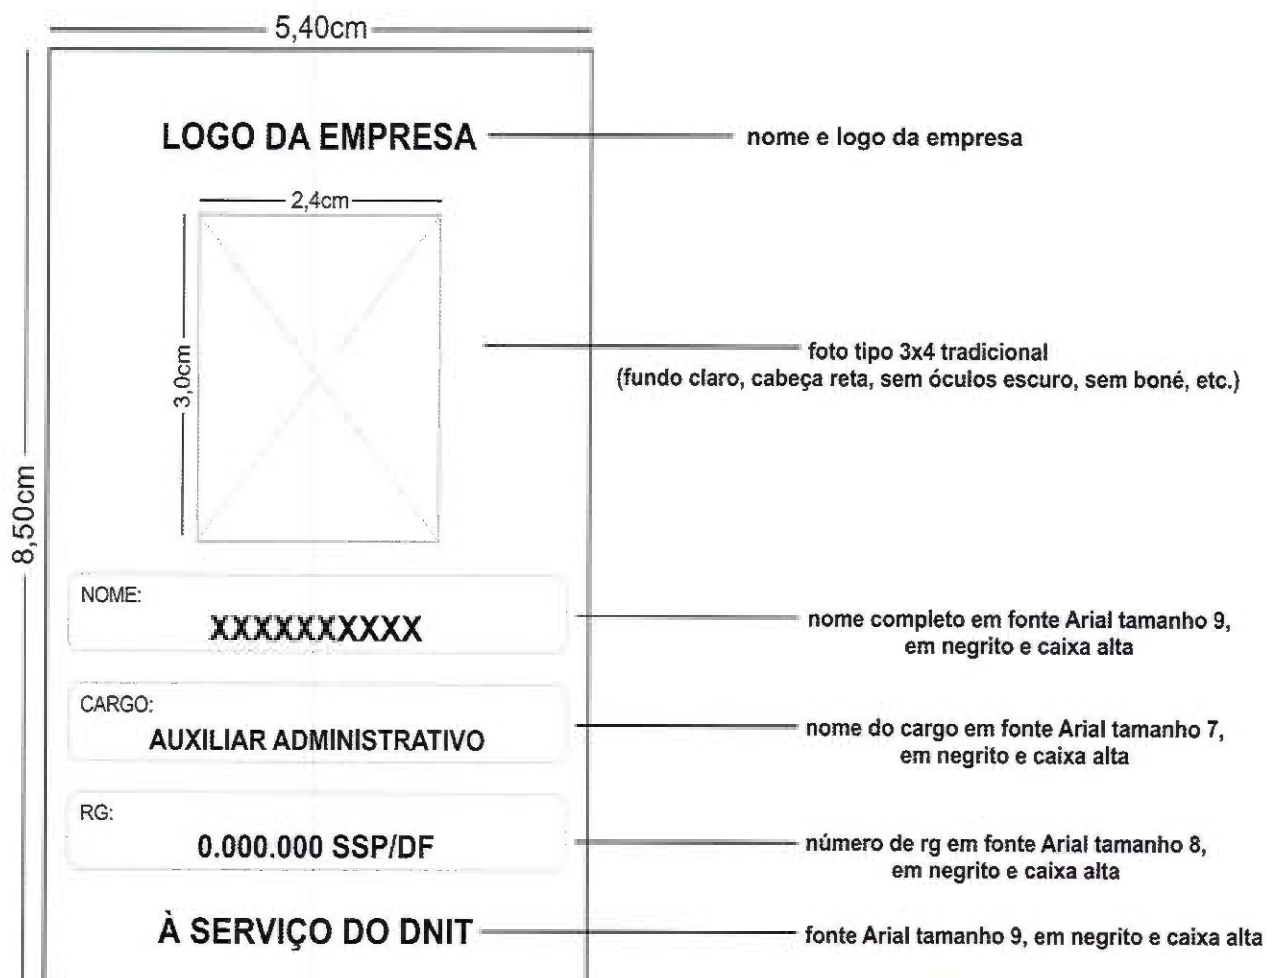 5,40cm
LOGO DA EMPRESA
nome e logo da empresa
2,4cm
3,0cm
foto tipo 3x4 tradicional
(fundo claro, cabeça reta, sem óculos escuro, sem boné, etc.)
8,50cm
NOME:
XXXXXXXXXX
nome completo em fonte Arial tamanho 9,
em negrito e caixa alta
CARGO:
AUXILIAR ADMINISTRATIVO
nome do cargo em fonte Arial tamanho 7,
em negrito e caixa alta
RG:
0.000.000 SSP/DF
número de rg em fonte Arial tamanho 8,
em negrito e caixa alta
À SERVIÇO DO DNIT
fonte Arial tamanho 9, em negrito e caixa alta